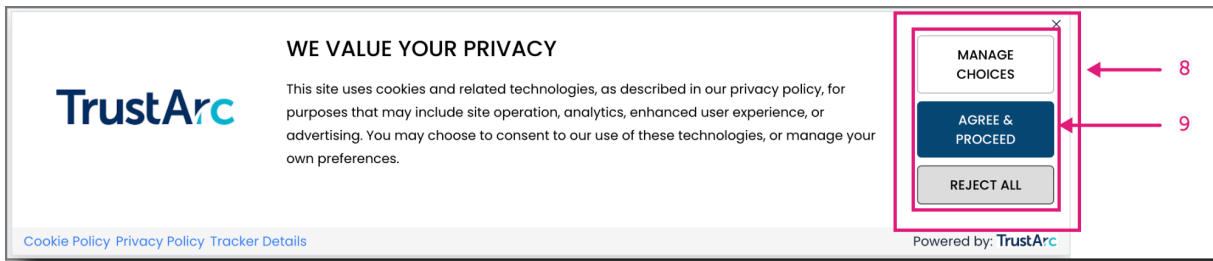 TrustArc
WE VALUE YOUR PRIVACY
This site uses cookies and related technologies, as described in our privacy policy, for
purposes that may include site operation, analytics, enhanced user experience, or
advertising. You may choose to consent to our use of these technologies, or manage your
own preferences.
MANAGE
CHOICES
AGREE &
PROCEED
REJECT ALL
8
9
Cookie Policy Privacy Policy Tracker Details
Powered by: TrustArc